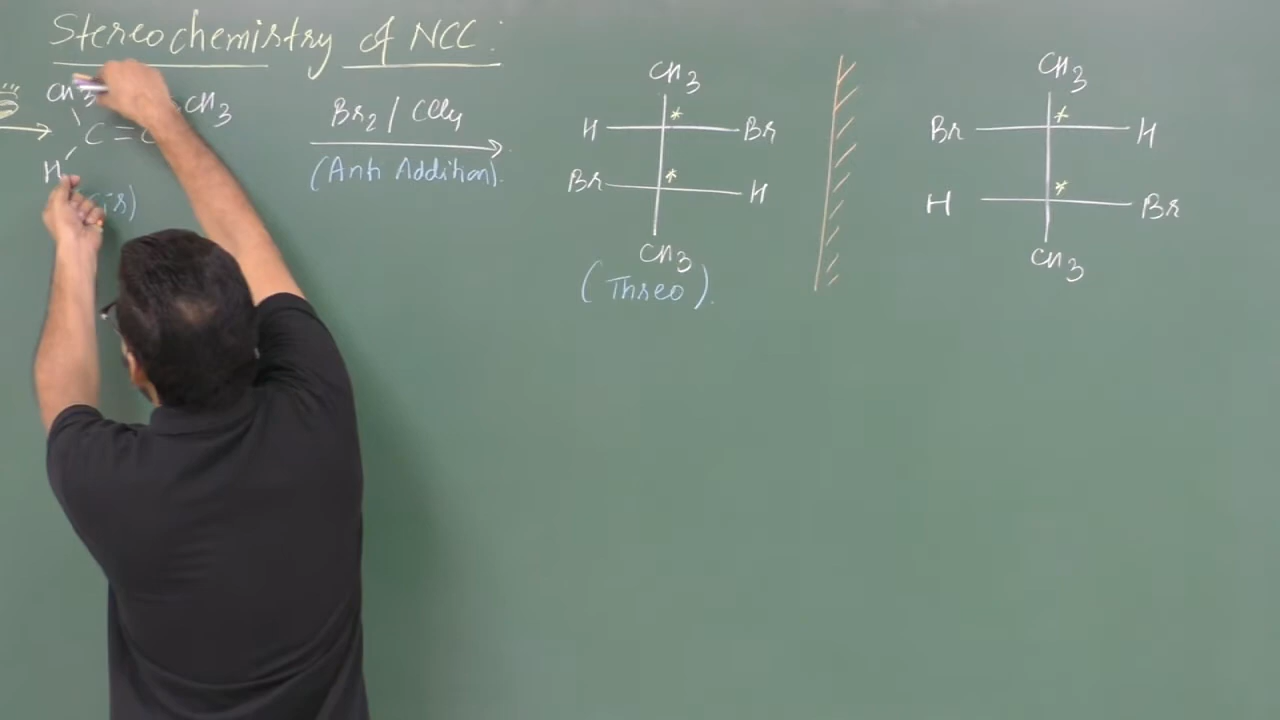 Stereochemistry of NCC :
CH3 CH3
C = C
H
Br2 / CCl4
(Anti Addition).
CH3
H * Br
Br * H
CH3
(Threo).
CH3
Br * H
H * Br
CH3